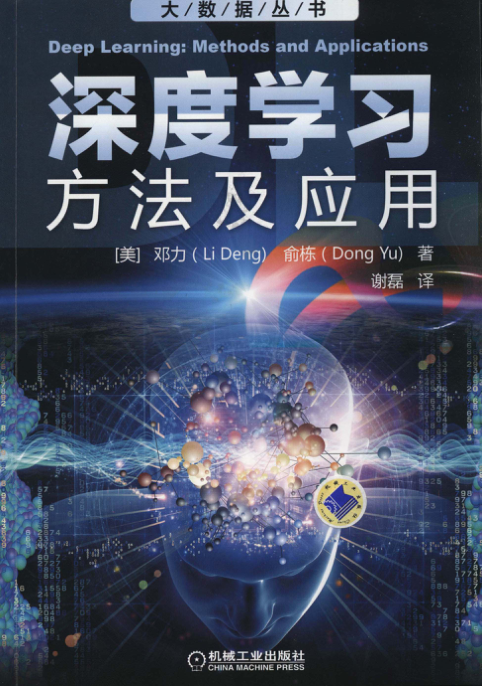 大/数/据/丛/书
Deep Learning: Methods and Applications
深度学习
方法及应用
[美] 邓力(Li Deng) 俞栋(Dong Yu) 著
谢磊 译
机械工业出版社
CHINA MACHINE PRESS